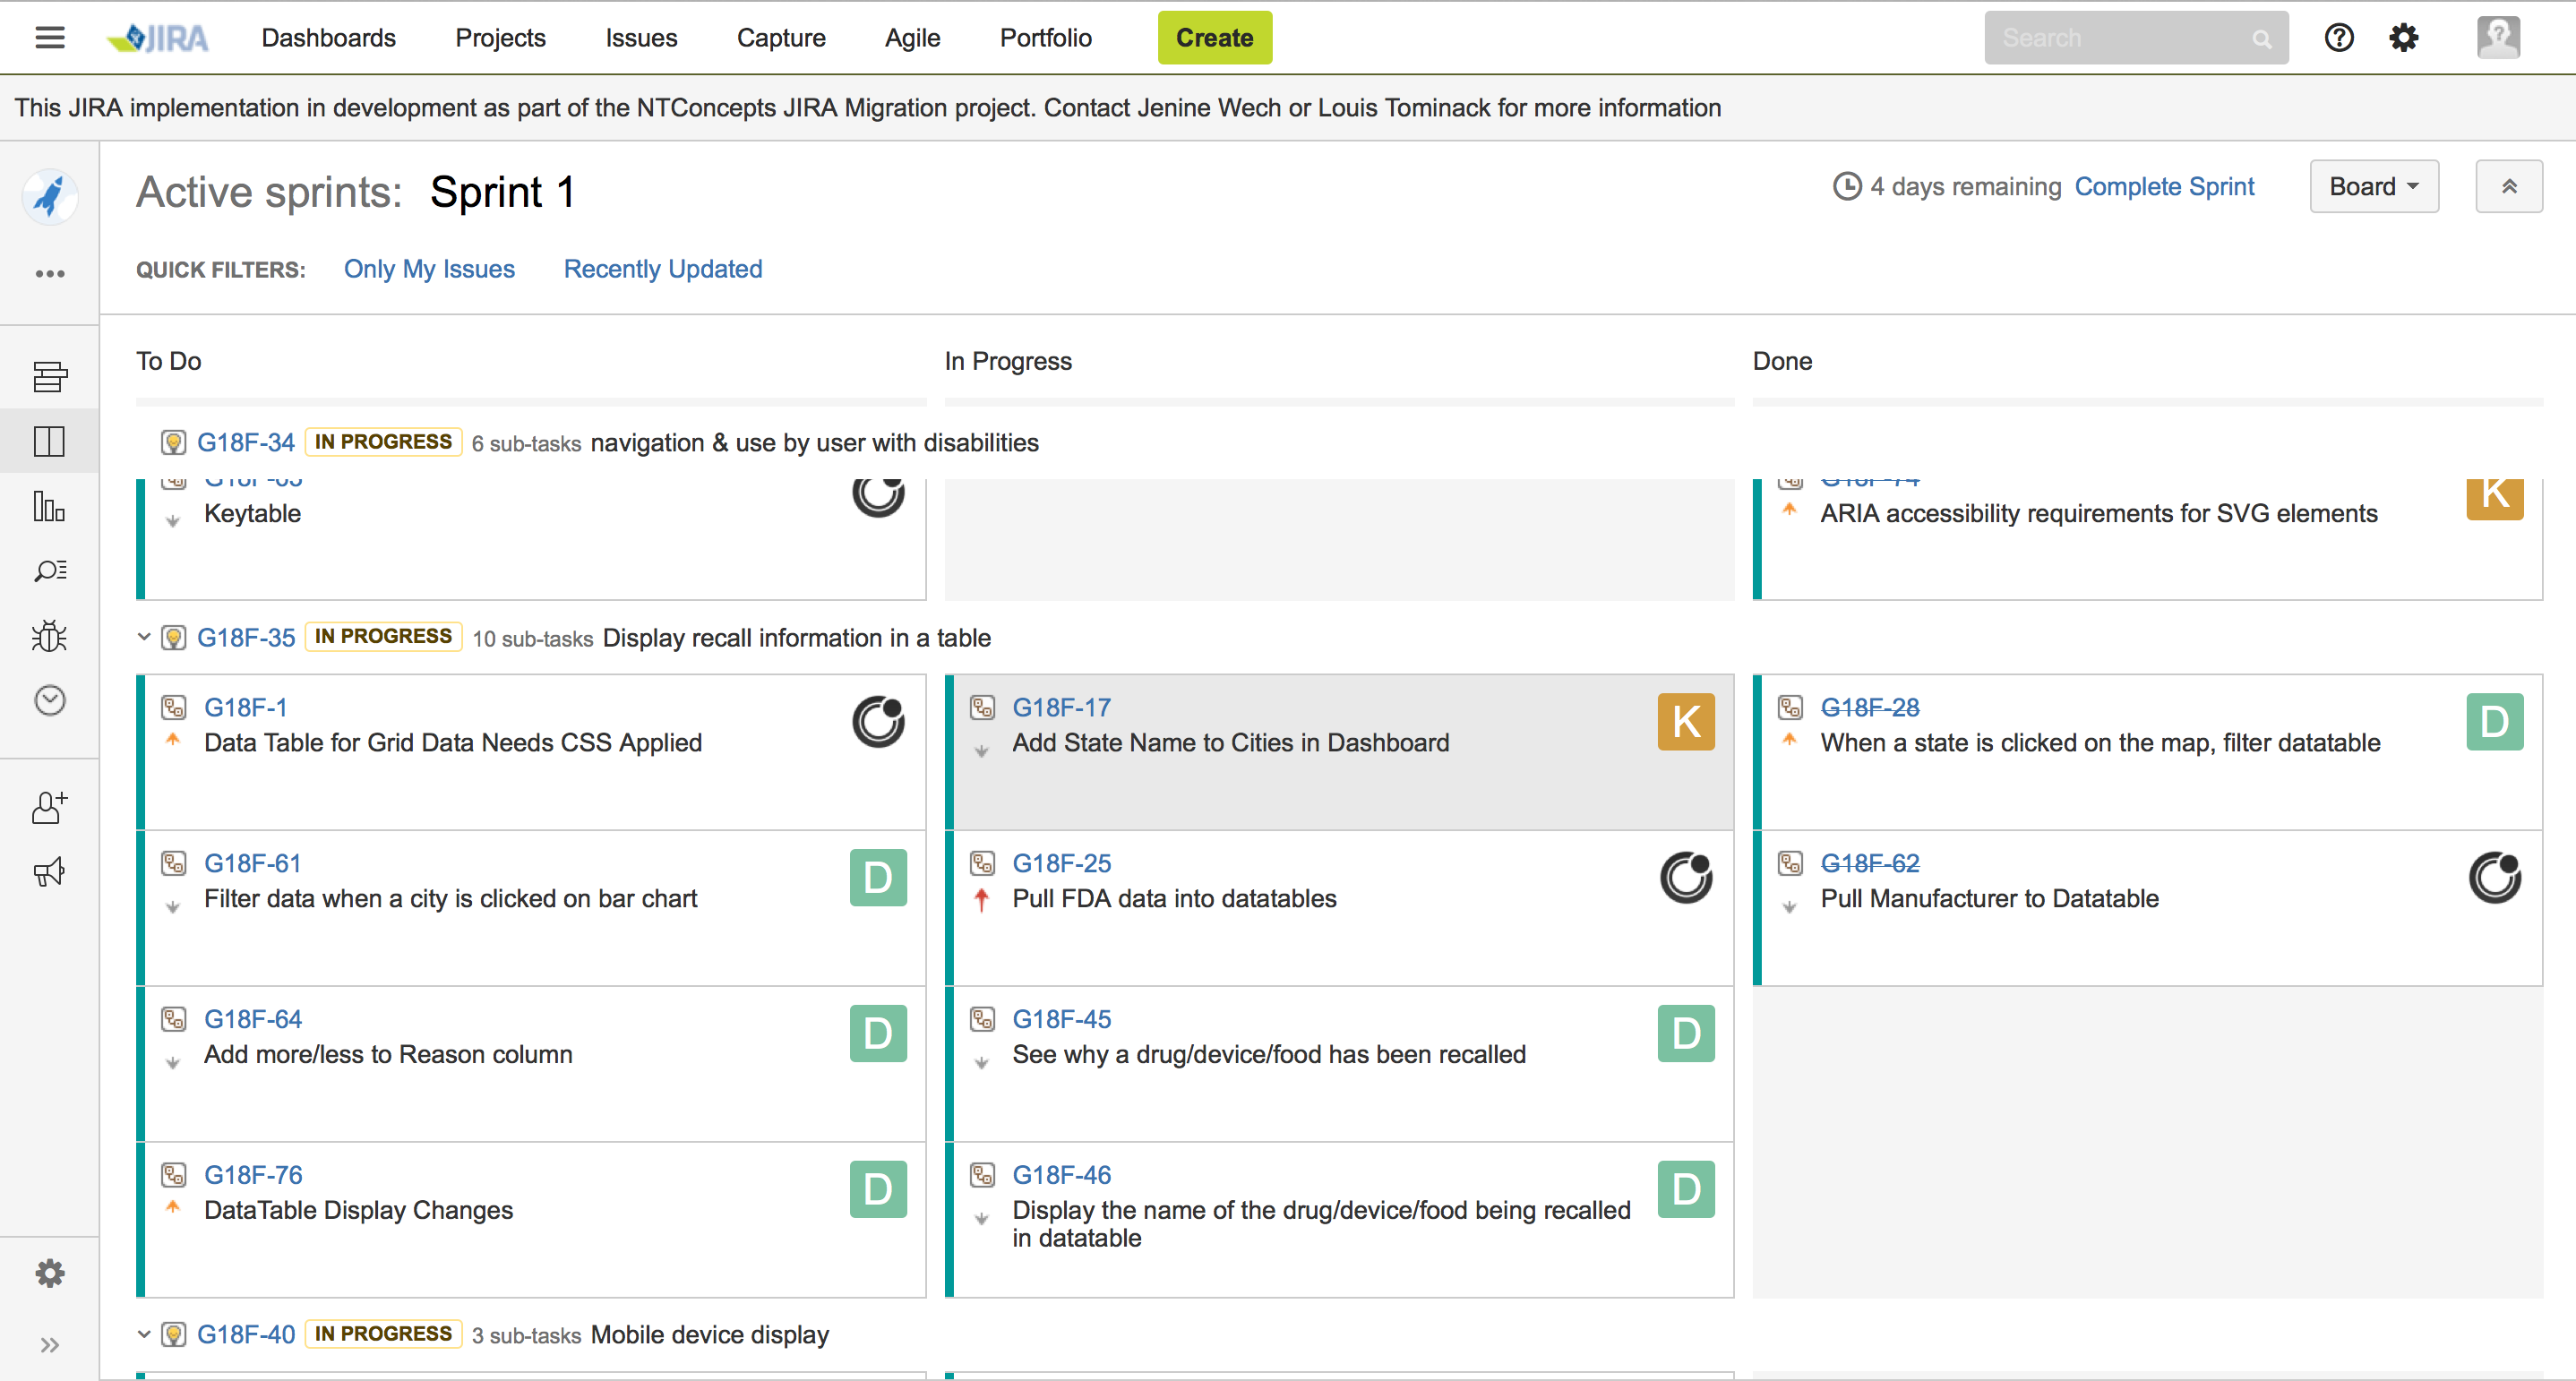 JIRA Dashboards Projects Issues Capture Agile Portfolio Create Search
This JIRA implementation in development as part of the NTConcepts JIRA Migration project. Contact Jenine Wech or Louis Tominack for more information
Active sprints: Sprint 1
4 days remaining Complete Sprint Board
QUICK FILTERS: Only My Issues Recently Updated
To Do In Progress Done
G18F-34 IN PROGRESS 6 sub-tasks navigation & use by user with disabilities
G18F-74
K
Keytable
ARIA accessibility requirements for SVG elements
G18F-35 IN PROGRESS 10 sub-tasks Display recall information in a table
G18F-1
Data Table for Grid Data Needs CSS Applied
G18F-17
Add State Name to Cities in Dashboard
K
G18F-28
When a state is clicked on the map, filter datatable
D
G18F-61
Filter data when a city is clicked on bar chart
D
G18F-25
Pull FDA data into datatables
G18F-62
Pull Manufacturer to Datatable
G18F-64
Add more/less to Reason column
D
G18F-45
See why a drug/device/food has been recalled
D
G18F-76
DataTable Display Changes
D
G18F-46
Display the name of the drug/device/food being recalled
in datatable
D
G18F-40 IN PROGRESS 3 sub-tasks Mobile device display